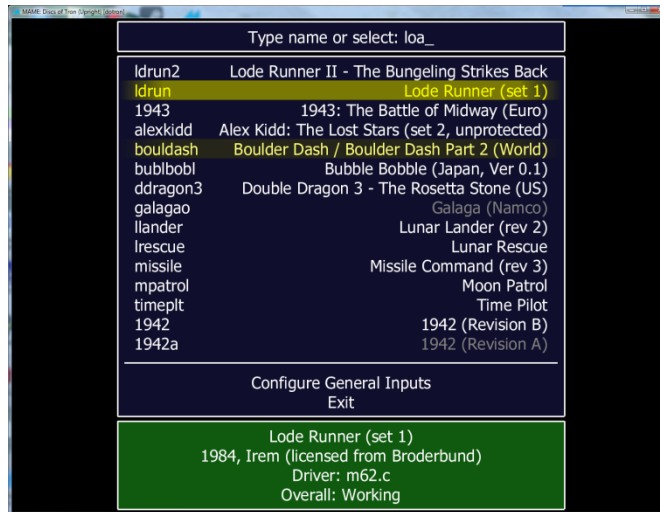 MAME: Discs of Tron (Upright) [dotron]
Type name or select: loa_
ldrun2 Lode Runner II - The Bungeling Strikes Back
ldrun Lode Runner (set 1)
1943 1943: The Battle of Midway (Euro)
alexkidd Alex Kidd: The Lost Stars (set 2, unprotected)
bouldash Boulder Dash / Boulder Dash Part 2 (World)
bublbobl Bubble Bobble (Japan, Ver 0.1)
ddragon3 Double Dragon 3 - The Rosetta Stone (US)
galagao Galaga (Namco)
llander Lunar Lander (rev 2)
lrescue Lunar Rescue
missile Missile Command (rev 3)
mpatrol Moon Patrol
timeplt Time Pilot
1942 1942 (Revision B)
1942a 1942 (Revision A)
Configure General Inputs
Exit
Lode Runner (set 1)
1984, Irem (licensed from Broderbund)
Driver: m62.c
Overall: Working